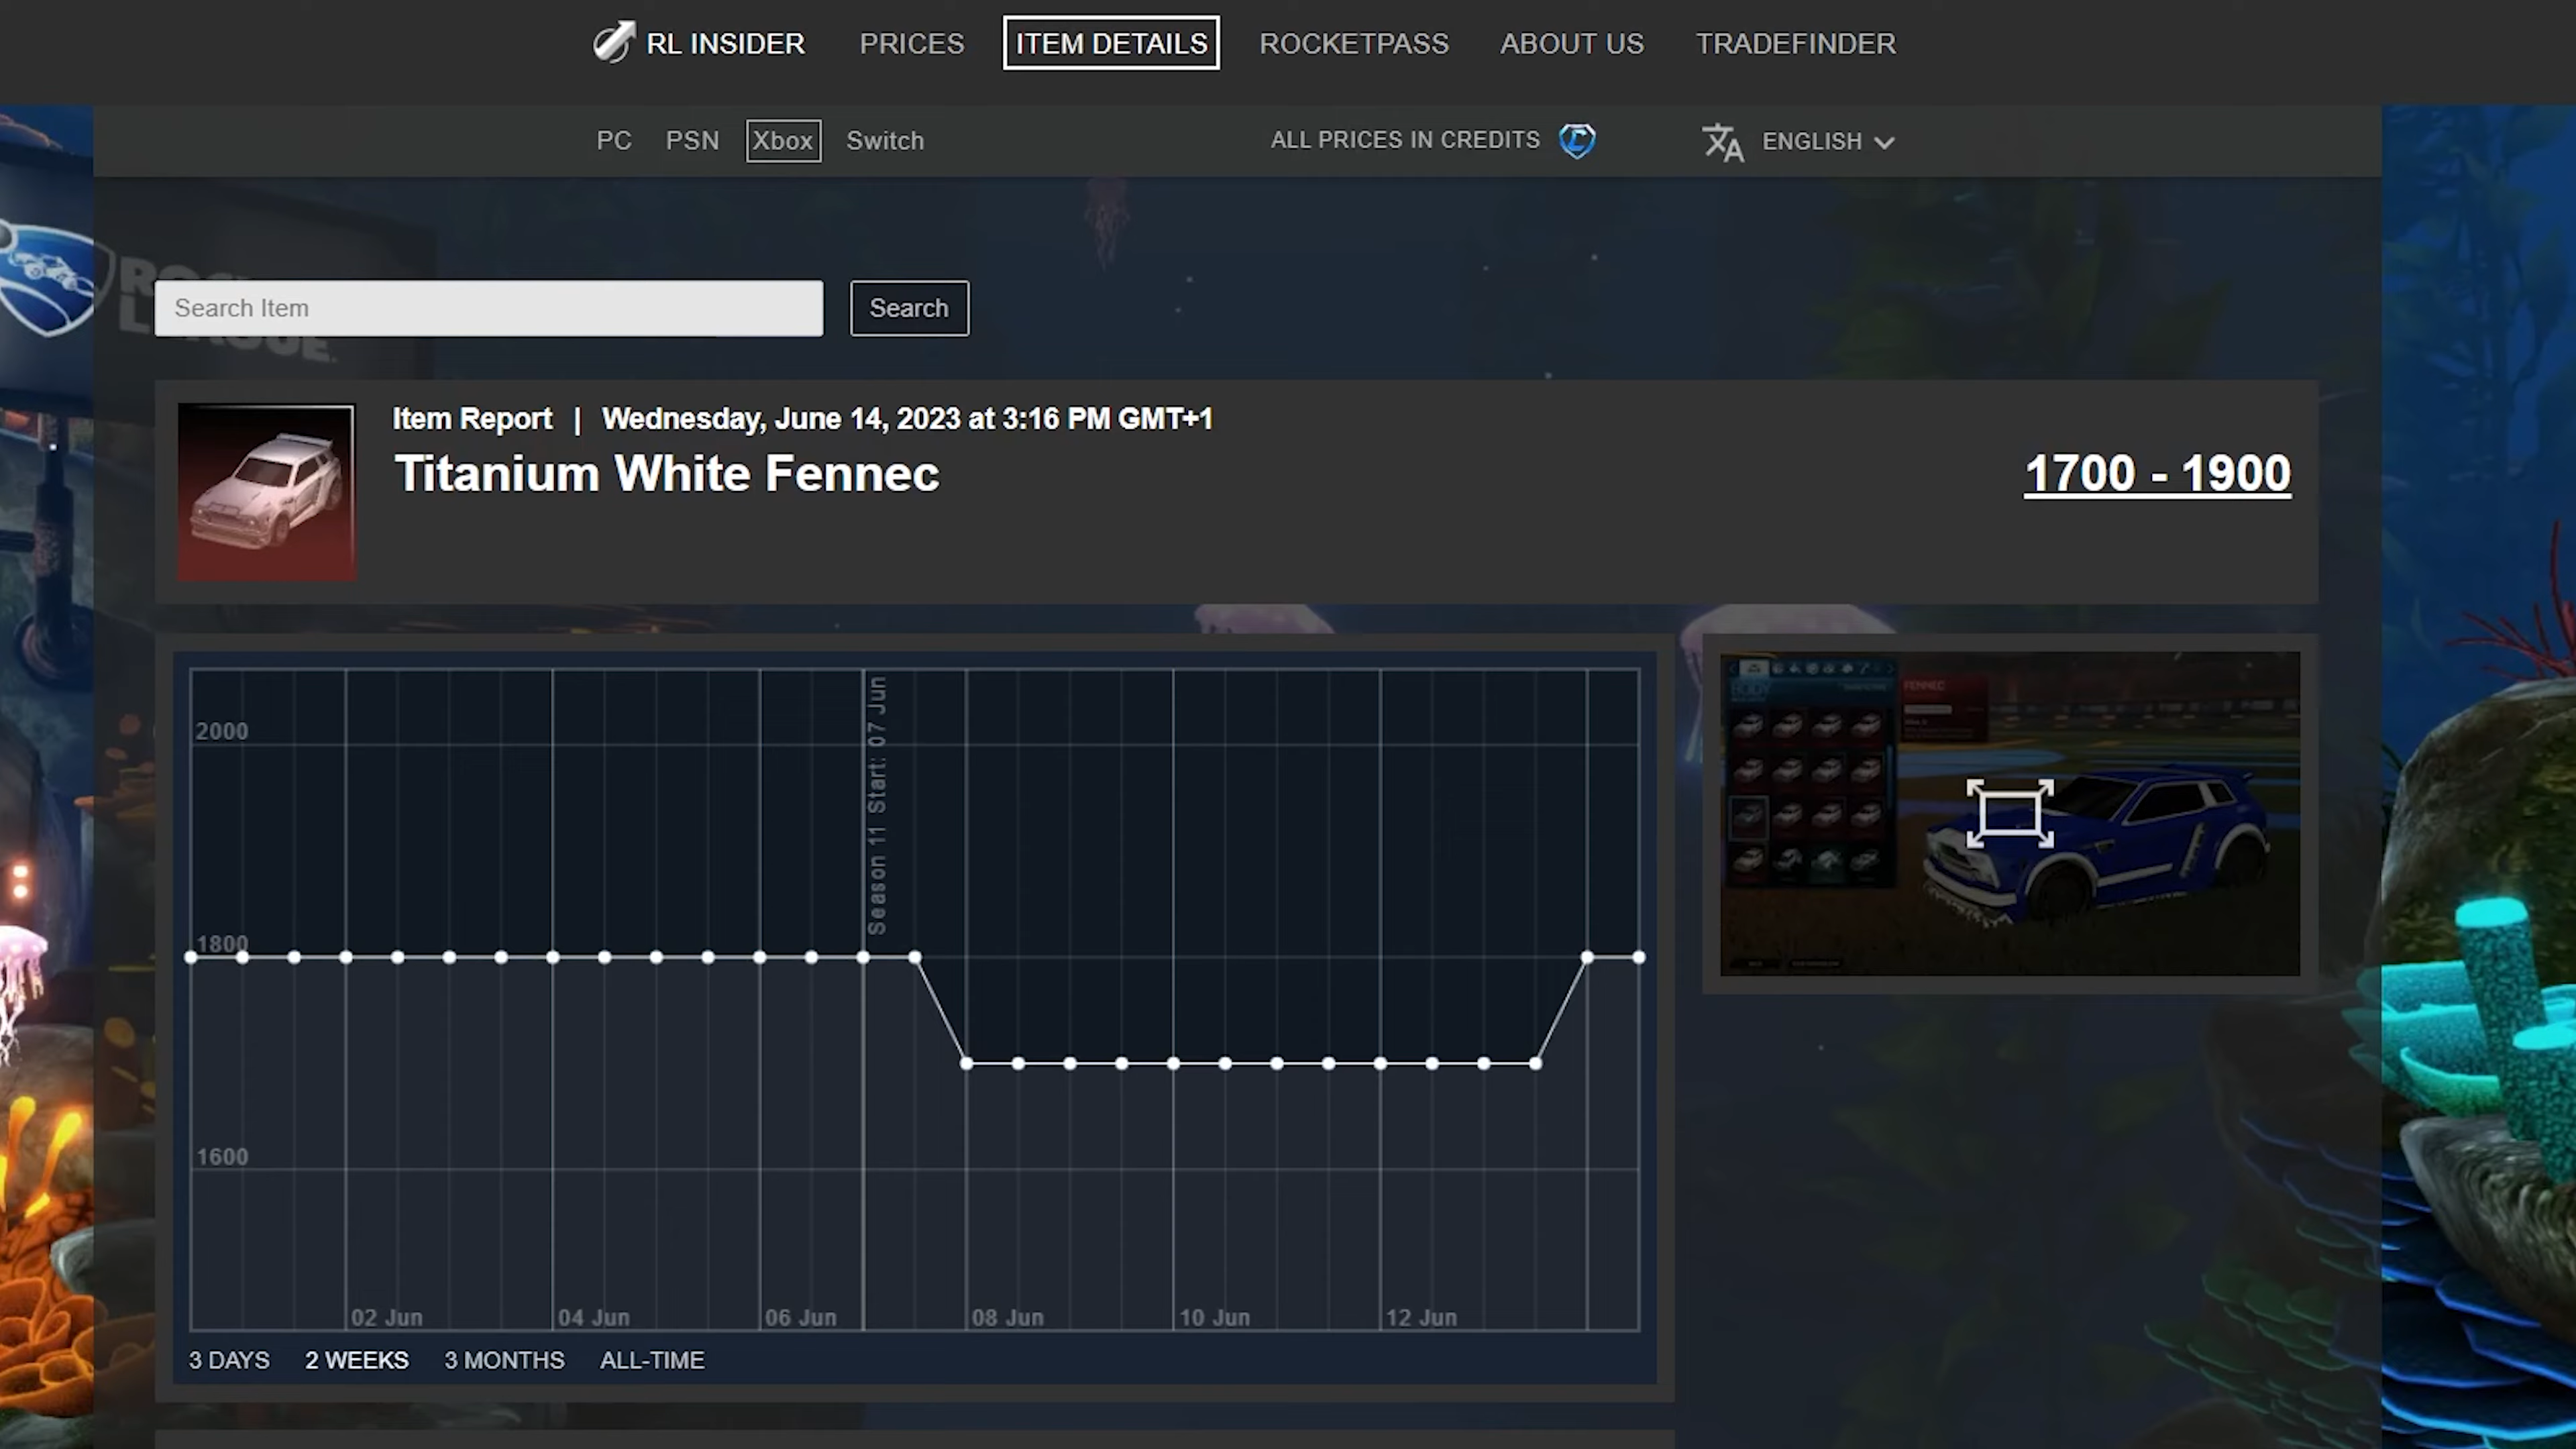 RL INSIDER PRICES ITEM DETAILS ROCKETPASS ABOUT US TRADEFINDER
PC PSN Xbox Switch ALL PRICES IN CREDITS ENGLISH
Search Item Search
Item Report | Wednesday, June 14, 2023 at 3:16 PM GMT+1
Titanium White Fennec
1700 - 1900
2000
1800
1600
Season 11 Start: 07 Jun
02 Jun 04 Jun 06 Jun 08 Jun 10 Jun 12 Jun
3 DAYS 2 WEEKS 3 MONTHS ALL-TIME
BODY
FENNEC